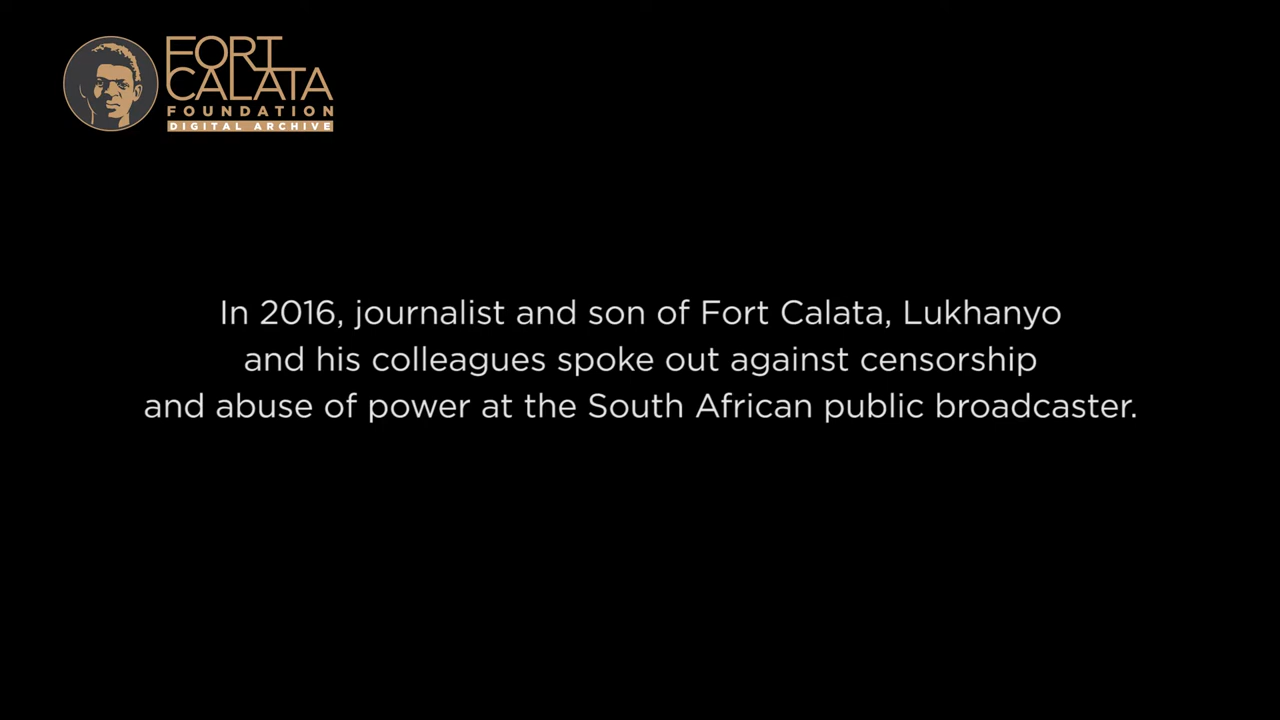 FORT
CALATA
FOUNDATION
DIGITAL ARCHIVE
In 2016, journalist and son of Fort Calata, Lukhanyo
and his colleagues spoke out against censorship
and abuse of power at the South African public broadcaster.